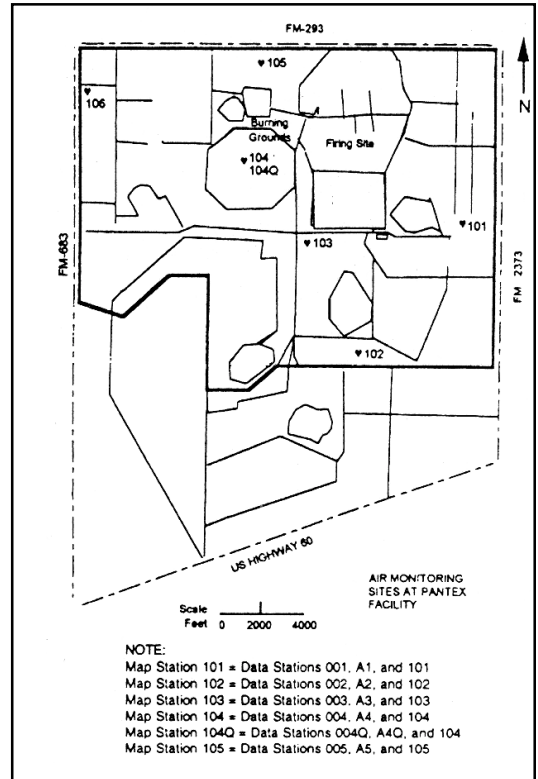 FM-293
105
106
N
Burning
Grounds
Firing Site
104
104Q
101
103
FM-683
FM 2373
102
US HIGHWAY 60
AIR MONITORING
SITES AT PANTEX
FACILITY
Scale
Feet 0 2000 4000
NOTE:
Map Station 101 = Data Stations 001, A1, and 101
Map Station 102 = Data Stations 002, A2, and 102
Map Station 103 = Data Stations 003, A3, and 103
Map Station 104 = Data Stations 004, A4, and 104
Map Station 104Q = Data Stations 004Q, A4Q, and 104
Map Station 105 = Data Stations 005, A5, and 105